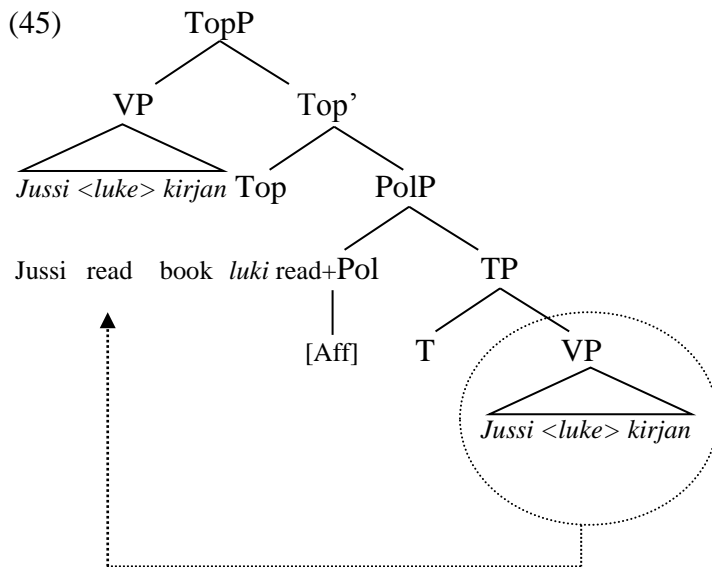 (45) TopP
VP Top’
Jussi <luke> kirjan Top PolP
Jussi read book luki read+Pol TP
[Aff] T VP
Jussi <luke> kirjan